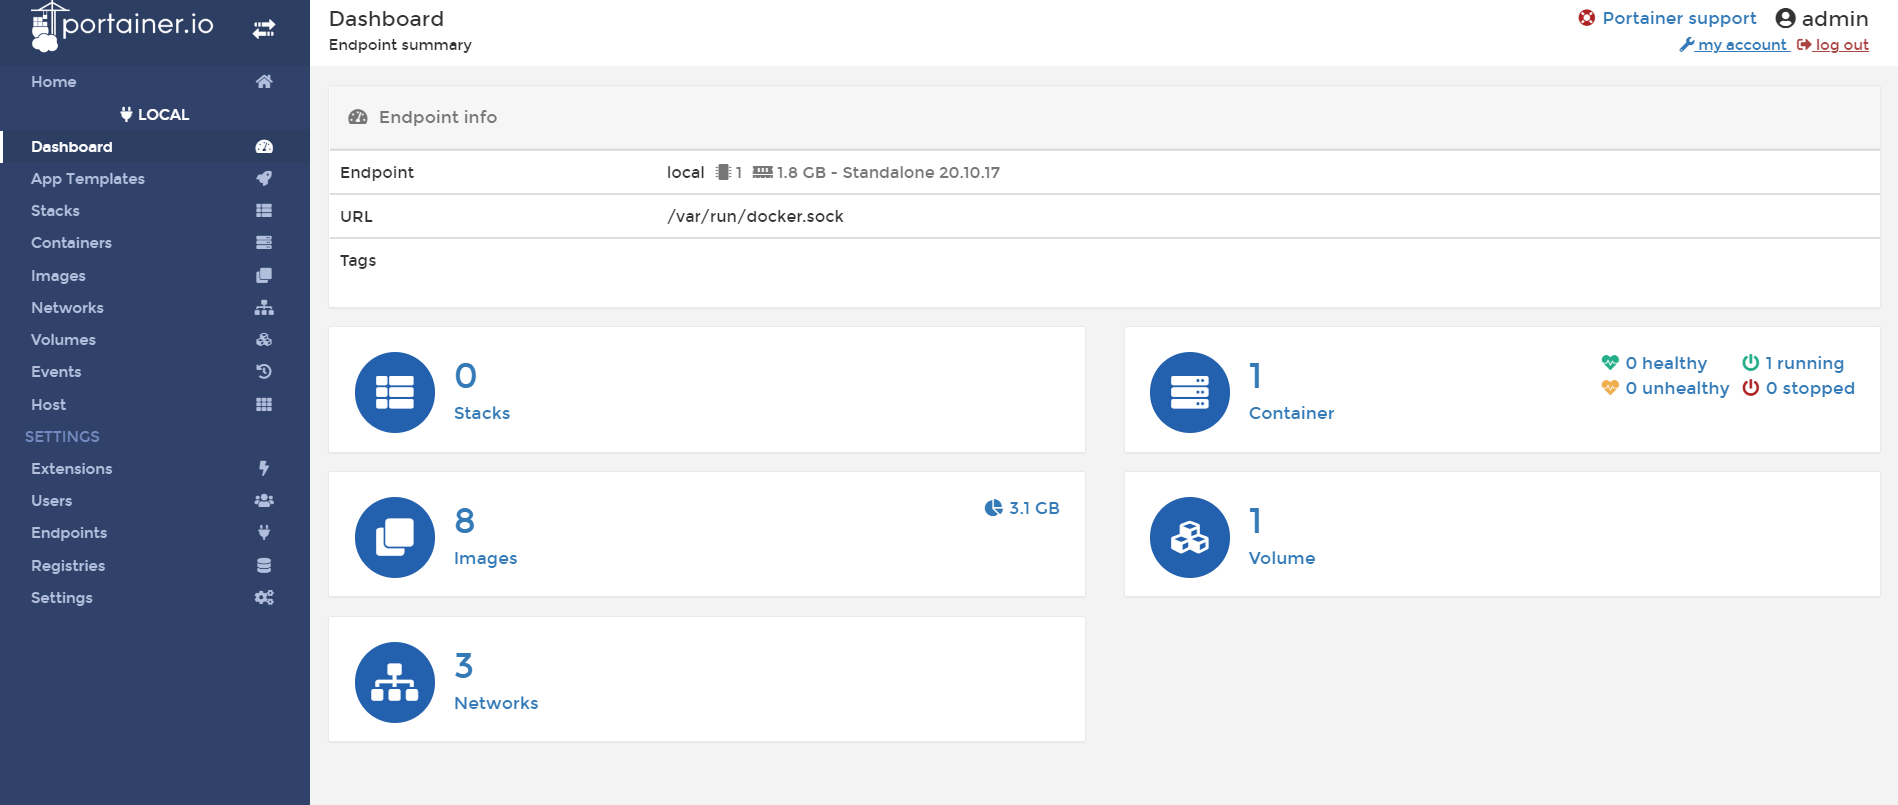 portainer.io
Home
LOCAL
Dashboard
App Templates
Stacks
Containers
Images
Networks
Volumes
Events
Host
SETTINGS
Extensions
Users
Endpoints
Registries
Settings
Dashboard
Endpoint summary
Portainer support admin
my account log out
Endpoint info
Endpoint local 1 1.8 GB - Standalone 20.10.17
URL /var/run/docker.sock
Tags
0
Stacks
1
Container
0 healthy 1 running
0 unhealthy 0 stopped
8
Images
3.1 GB
1
Volume
3
Networks